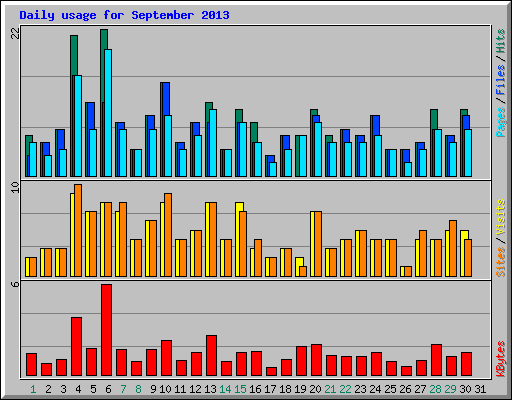 Daily usage for September 2013
22
Pages / Files / Hits
10
Sites / Visits
6
KBytes
1 2 3 4 5 6 7 8 9 10 11 12 13 14 15 16 17 18 19 20 21 22 23 24 25 26 27 28 29 30 31